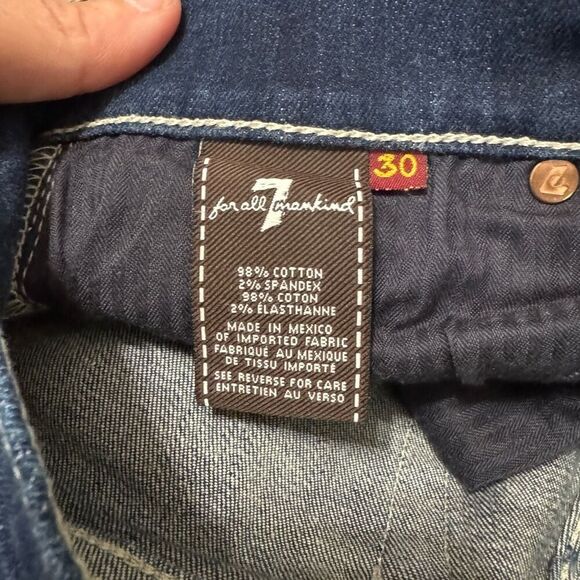 30
for all 7 mankind
98% COTTON
2% SPANDEX
98% COTON
2% ÉLASTHANNE
MADE IN MEXICO
OF IMPORTED FABRIC
FABRIQUÉ AU MEXIQUE
DE TISSU IMPORTÉ
SEE REVERSE FOR CARE
ENTRETIEN AU VERSO